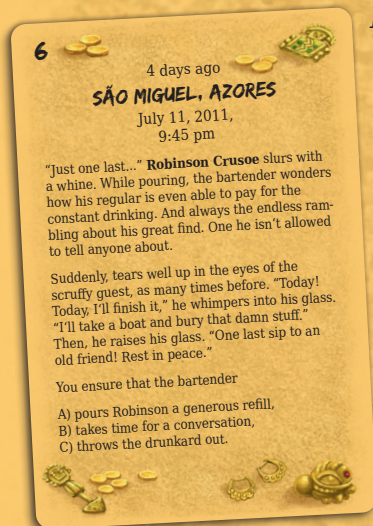 6
4 days ago
SÃO MIGUEL, AZORES
July 11, 2011,
9:45 pm
“Just one last...” Robinson Crusoe slurs with
a whine. While pouring, the bartender wonders
how his regular is even able to pay for the
constant drinking. And always the endless ram-
bling about his great find. One he isn’t allowed
to tell anyone about.
Suddenly, tears well up in the eyes of the
scruffy guest, as many times before. “Today!
Today, I’ll finish it,” he whimpers into his glass.
“I’ll take a boat and bury that damn stuff.”
Then, he raises his glass. “One last sip to an
old friend! Rest in peace.”
You ensure that the bartender
A) pours Robinson a generous refill,
B) takes time for a conversation,
C) throws the drunkard out.